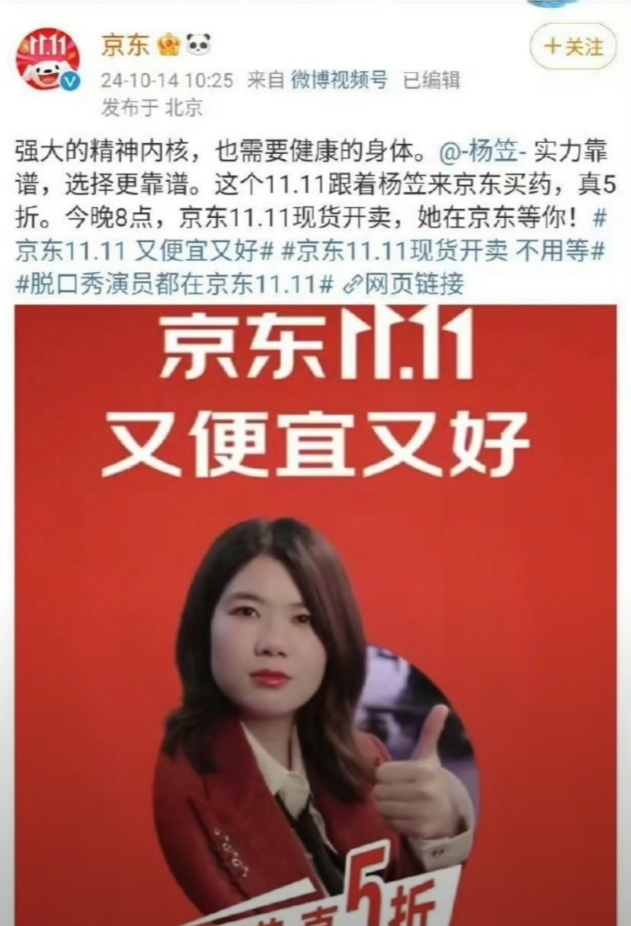 11.11
京东
+关注
24-10-14 10:25 来自 微博视频号 已编辑
发布于 北京
强大的精神内核，也需要健康的身体。@-杨笠- 实力靠
谱，选择更靠谱。这个11.11跟着杨笠来京东买药，真5
折。今晚8点，京东11.11现货开卖，她在京东等你！#
京东11.11 又便宜又好# #京东11.11现货开卖 不用等#
#脱口秀演员都在京东11.11# 网页链接
京东11.11
又便宜又好
真5折